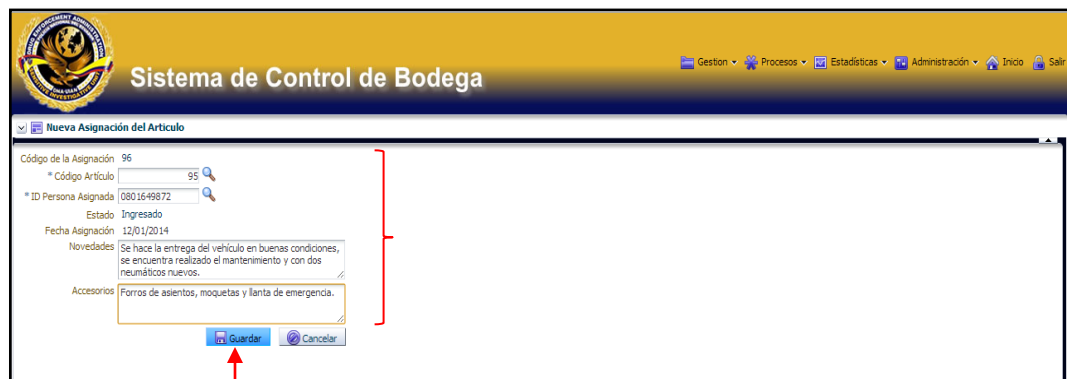 Sistema de Control de Bodega
Gestion Procesos Estadísticas Administración Inicio Salir
Nueva Asignación del Articulo
Código de la Asignación 96
* Código Artículo 95
* ID Persona Asignada 0801649872
Estado Ingresado
Fecha Asignación 12/01/2014
Novedades Se hace la entrega del vehículo en buenas condiciones,
se encuentra realizado el mantenimiento y con dos
neumáticos nuevos.
Accesorios Forros de asientos, moquetas y llanta de emergencia.
Guardar Cancelar